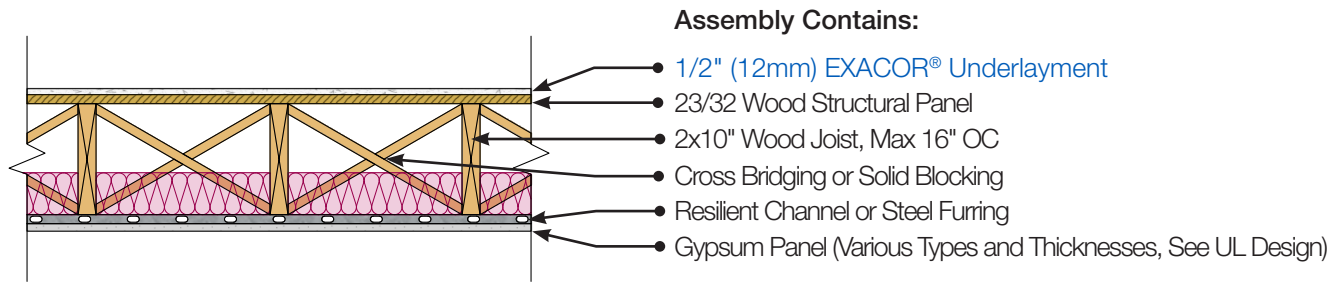 Assembly Contains:
1/2" (12mm) EXACOR® Underlayment
23/32 Wood Structural Panel
2x10" Wood Joist, Max 16" OC
Cross Bridging or Solid Blocking
Resilient Channel or Steel Furring
Gypsum Panel (Various Types and Thicknesses, See UL Design)